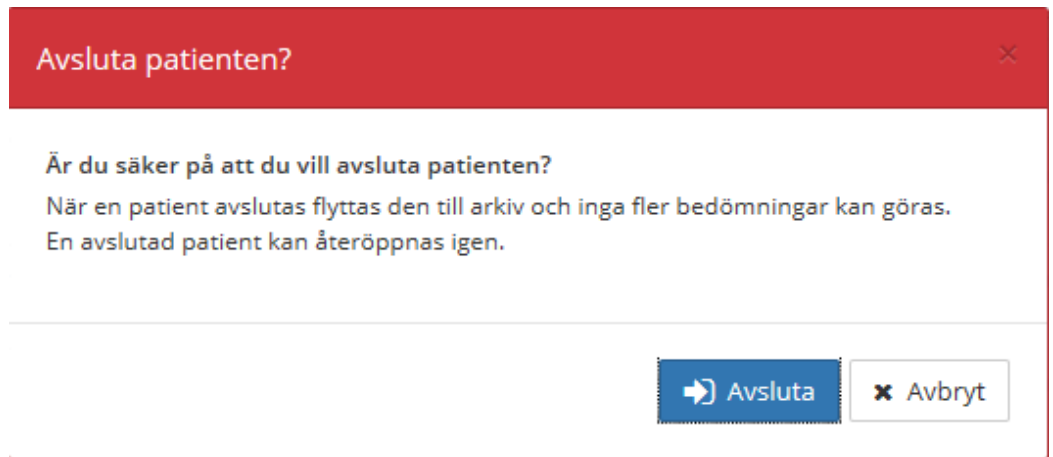 Avsluta patienten?
Är du säker på att du vill avsluta patienten?
När en patient avslutas flyttas den till arkiv och inga fler bedömningar kan göras.
En avslutad patient kan återöppnas igen.
Avsluta
Avbryt